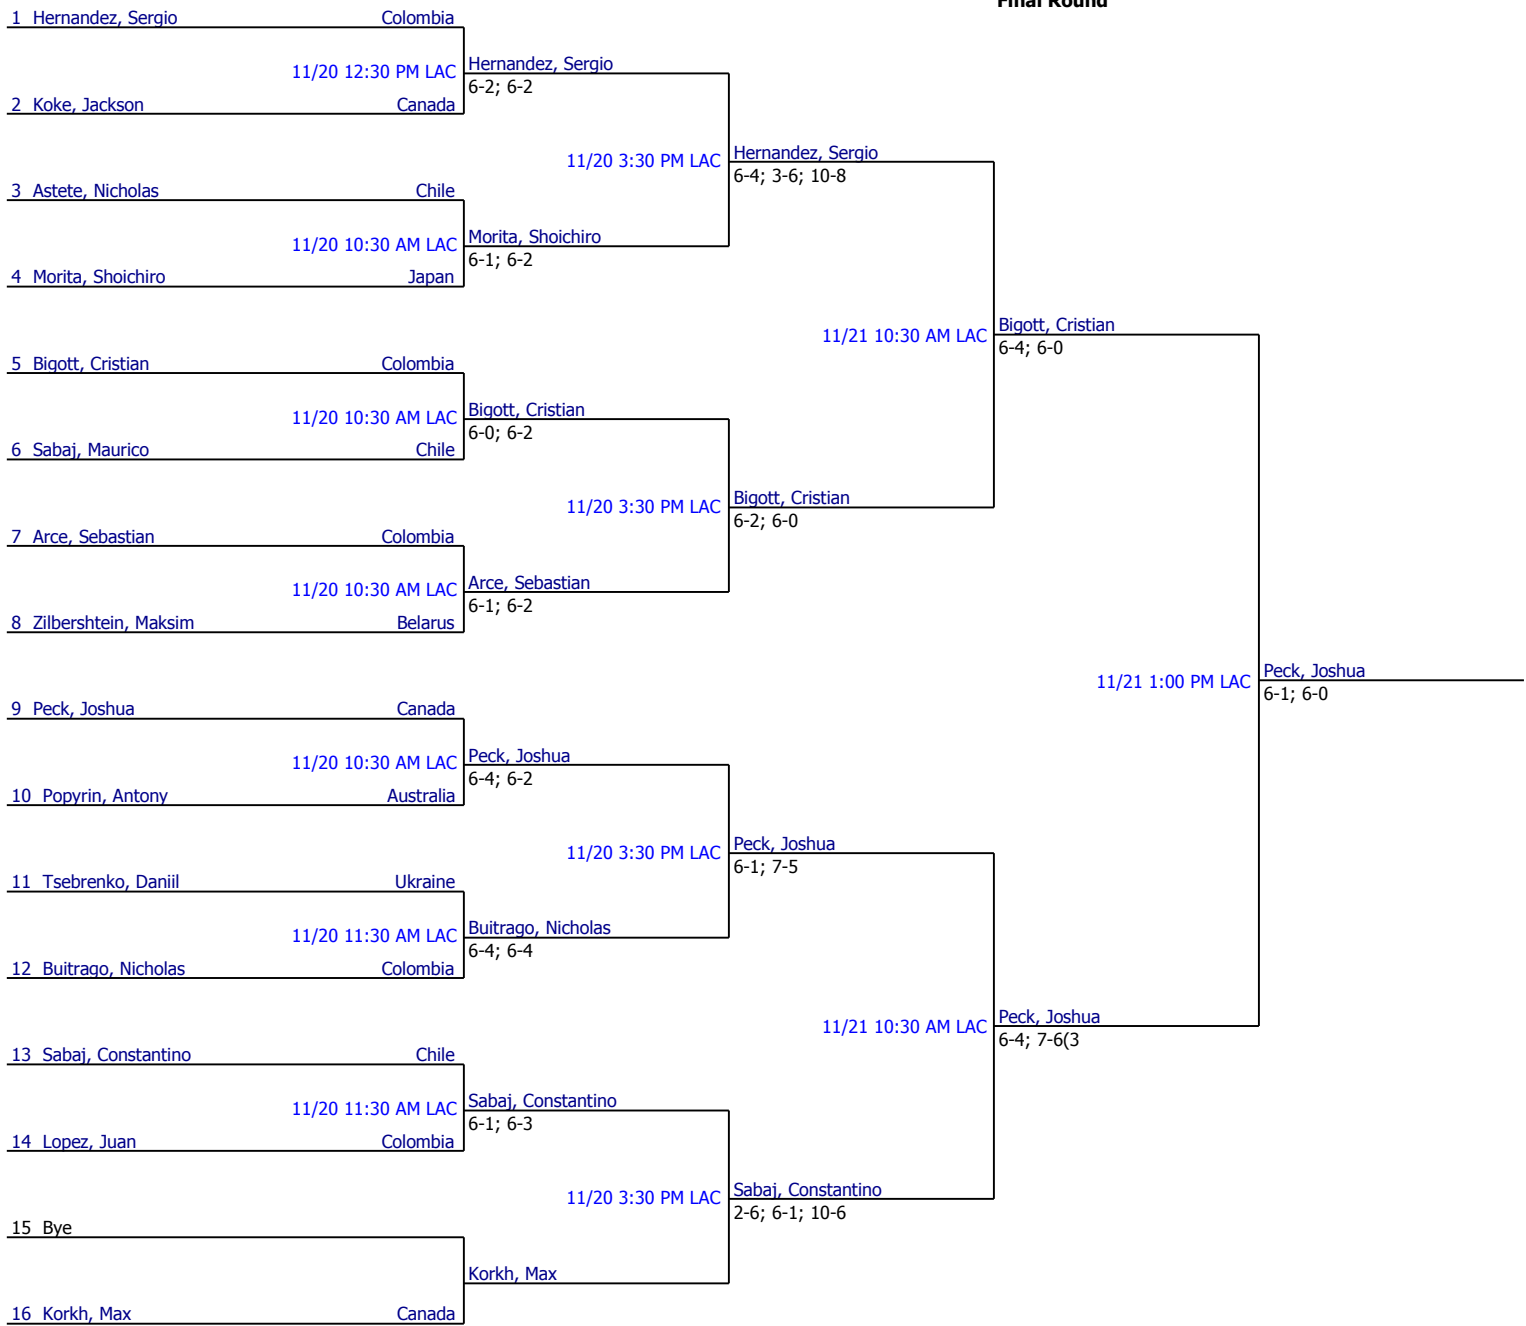 Final Round
1 Hernandez, Sergio Colombia
11/20 12:30 PM LAC Hernandez, Sergio
6-2; 6-2
2 Koke, Jackson Canada
11/20 3:30 PM LAC Hernandez, Sergio
6-4; 3-6; 10-8
3 Astete, Nicholas Chile
11/20 10:30 AM LAC Morita, Shoichiro
6-1; 6-2
4 Morita, Shoichiro Japan
11/21 10:30 AM LAC Bigott, Cristian
6-4; 6-0
5 Bigott, Cristian Colombia
11/20 10:30 AM LAC Bigott, Cristian
6-0; 6-2
6 Sabaj, Maurico Chile
11/20 3:30 PM LAC Bigott, Cristian
6-2; 6-0
7 Arce, Sebastian Colombia
11/20 10:30 AM LAC Arce, Sebastian
6-1; 6-2
8 Zilbershtein, Maksim Belarus
11/21 1:00 PM LAC Peck, Joshua
6-1; 6-0
9 Peck, Joshua Canada
11/20 10:30 AM LAC Peck, Joshua
6-4; 6-2
10 Popyrin, Antony Australia
11/20 3:30 PM LAC Peck, Joshua
6-1; 7-5
11 Tsebrenko, Daniil Ukraine
11/20 11:30 AM LAC Buitrago, Nicholas
6-4; 6-4
12 Buitrago, Nicholas Colombia
11/21 10:30 AM LAC Peck, Joshua
6-4; 7-6(3
13 Sabaj, Constantino Chile
11/20 11:30 AM LAC Sabaj, Constantino
6-1; 6-3
14 Lopez, Juan Colombia
11/20 3:30 PM LAC Sabaj, Constantino
2-6; 6-1; 10-6
15 Bye
Korkh, Max
16 Korkh, Max Canada